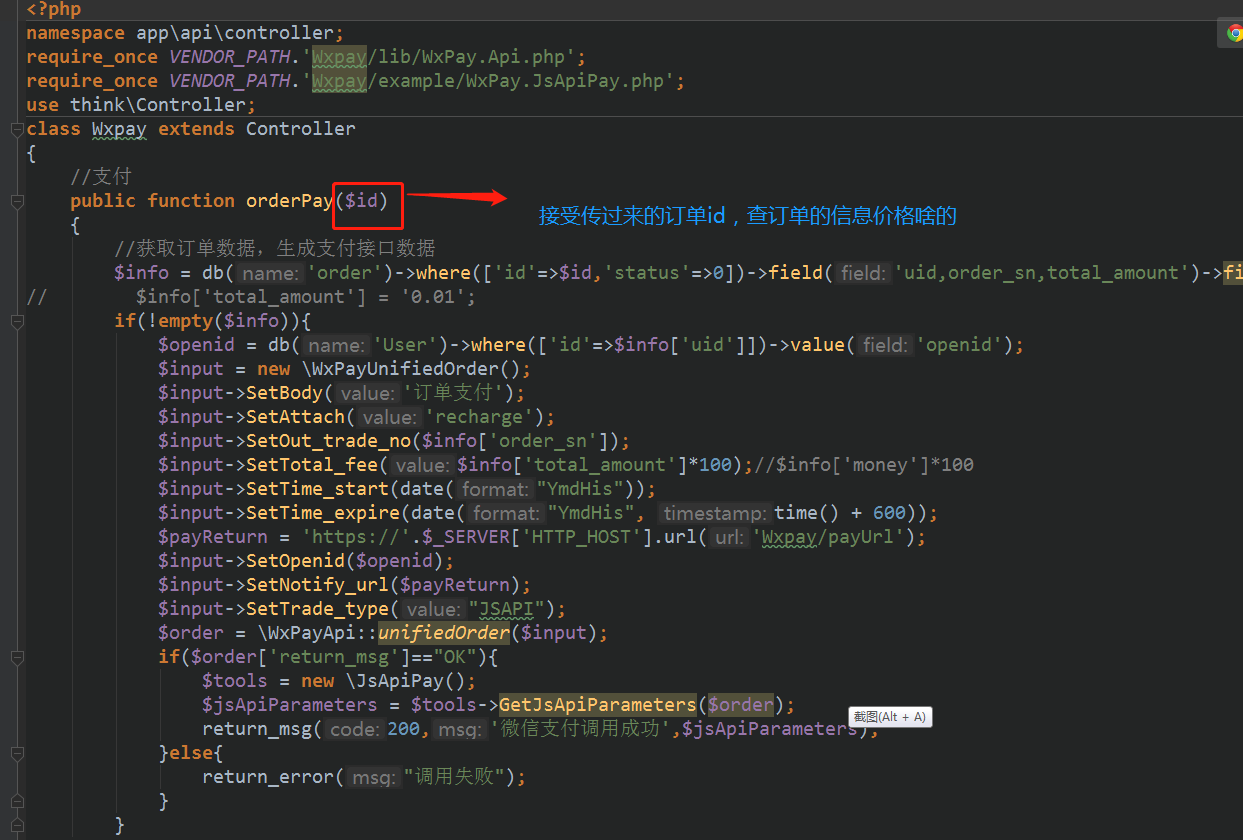 <?php
namespace app\api\controller;
require_once VENDOR_PATH.'Wxpay/lib/WxPay.Api.php';
require_once VENDOR_PATH.'Wxpay/example/WxPay.JsApiPay.php';
use think\Controller;
class Wxpay extends Controller
{
//支付
public function orderPay($id)
接受传过来的订单id，查订单的信息价格啥的
{
//获取订单数据，生成支付接口数据
$info = db( name: 'order')->where(['id'=>$id,'status'=>0])->field( field: 'uid,order_sn,total_amount')->fi
// $info['total_amount'] = '0.01';
if(!empty($info)){
$openid = db( name: 'User')->where(['id'=>$info['uid']])->value( field: 'openid');
$input = new \WxPayUnifiedOrder();
$input->SetBody( value: '订单支付');
$input->SetAttach( value: 'recharge');
$input->SetOut_trade_no($info['order_sn']);
$input->SetTotal_fee( value: $info['total_amount']*100);//$info['money']*100
$input->SetTime_start(date( format: "YmdHis"));
$input->SetTime_expire(date( format: "YmdHis", timestamp: time() + 600));
$payReturn = 'https://'.$_SERVER['HTTP_HOST'].url( url: 'Wxpay/payUrl');
$input->SetOpenid($openid);
$input->SetNotify_url($payReturn);
$input->SetTrade_type( value: "JSAPI");
$order = \WxPayApi::unifiedOrder($input);
if($order['return_msg']=="OK"){
$tools = new \JsApiPay();
$jsApiParameters = $tools->GetJsApiParameters($order);
截图(Alt + A)
return_msg( code: 200, msg: '微信支付调用成功',$jsApiParameters);
}else{
return_error( msg: "调用失败");
}
}